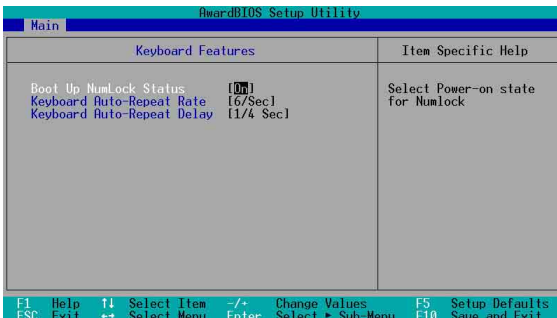 AwardBIOS Setup Utility
Main
Keyboard Features
Item Specific Help
Boot Up NumLock Status [On]
Keyboard Auto-Repeat Rate [6/Sec]
Keyboard Auto-Repeat Delay [1/4 Sec]
Select Power-on state
for Numlock
F1 Help ↑↓ Select Item -/+ Change Values F5 Setup Defaults
ESC Exit ←→ Select Menu Enter Select ► Sub-Menu F10 Save and Exit